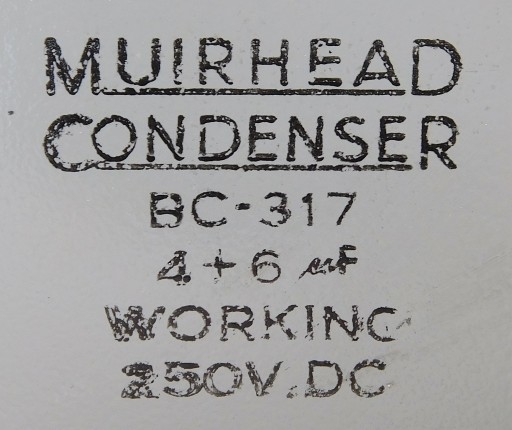 MUIRHEAD
CONDENSER
BC-317
4+6 µF
WORKING
250V.DC